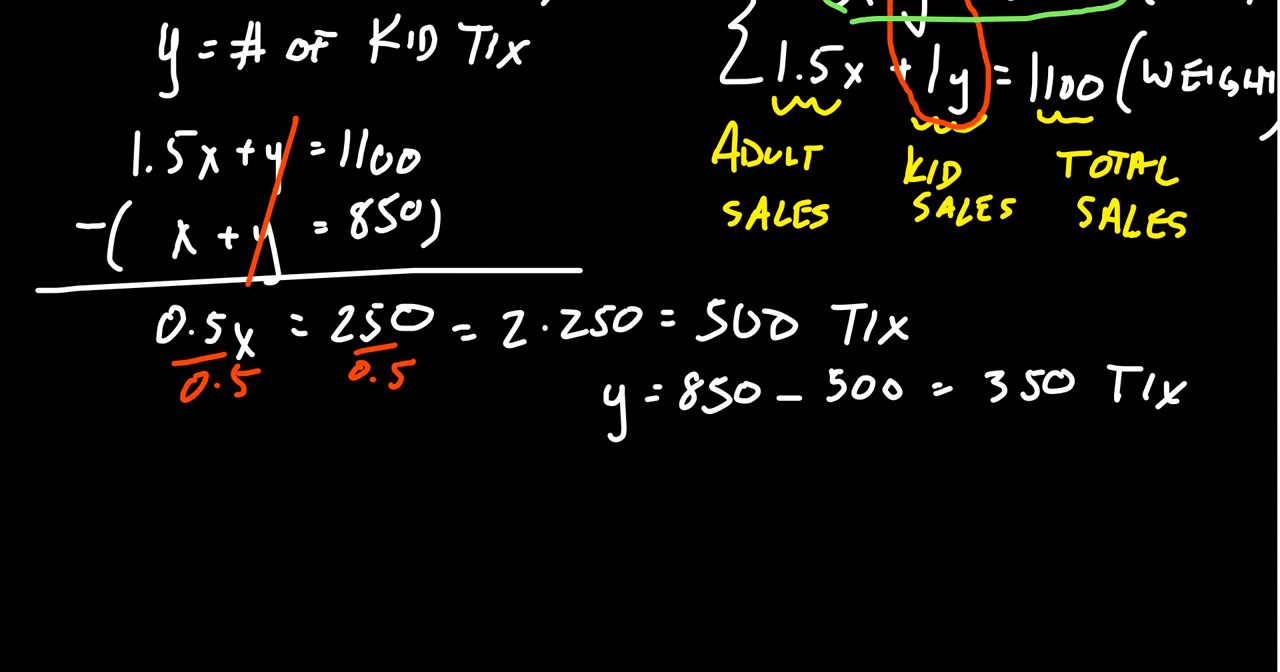 y = # of KID TIX
1.5x + y = 1100
-( x + y = 850)
0.5x = 250 = 2 · 250 = 500 TIX
0.5 0.5
y = 850 - 500 = 350 TIX
{ 1.5x + 1y = 1100 (WEIGHT)
ADULT SALES
KID SALES
TOTAL SALES